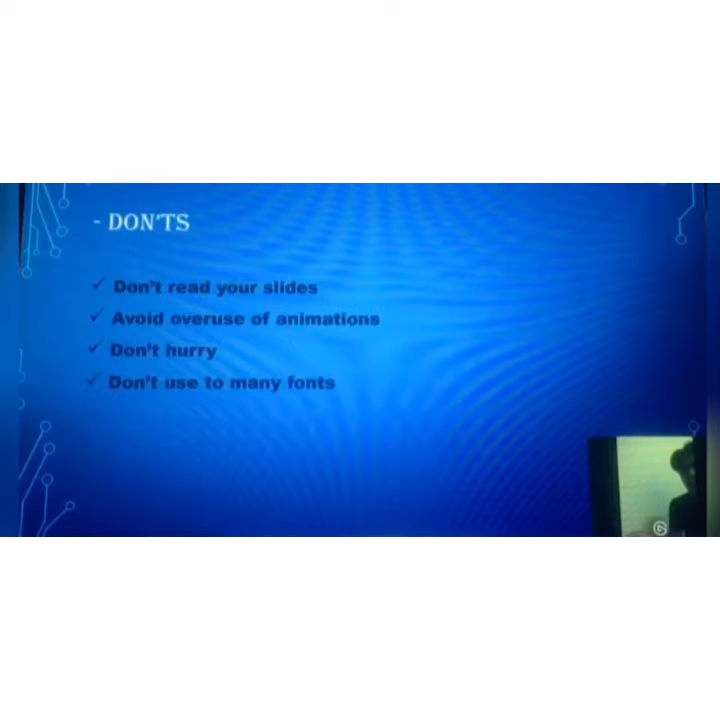 - DON'TS
✓ Don't read your slides
✓ Avoid overuse of animations
✓ Don't hurry
✓ Don't use to many fonts